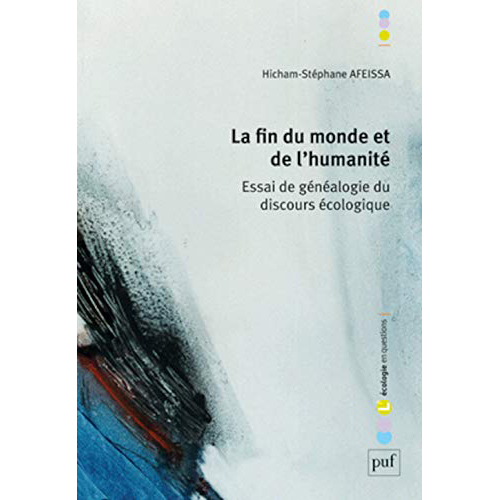 Hicham-Stéphane AFEISSA
La fin du monde et
de l'humanité
Essai de généalogie du
discours écologique
L'écologie en questions
puf